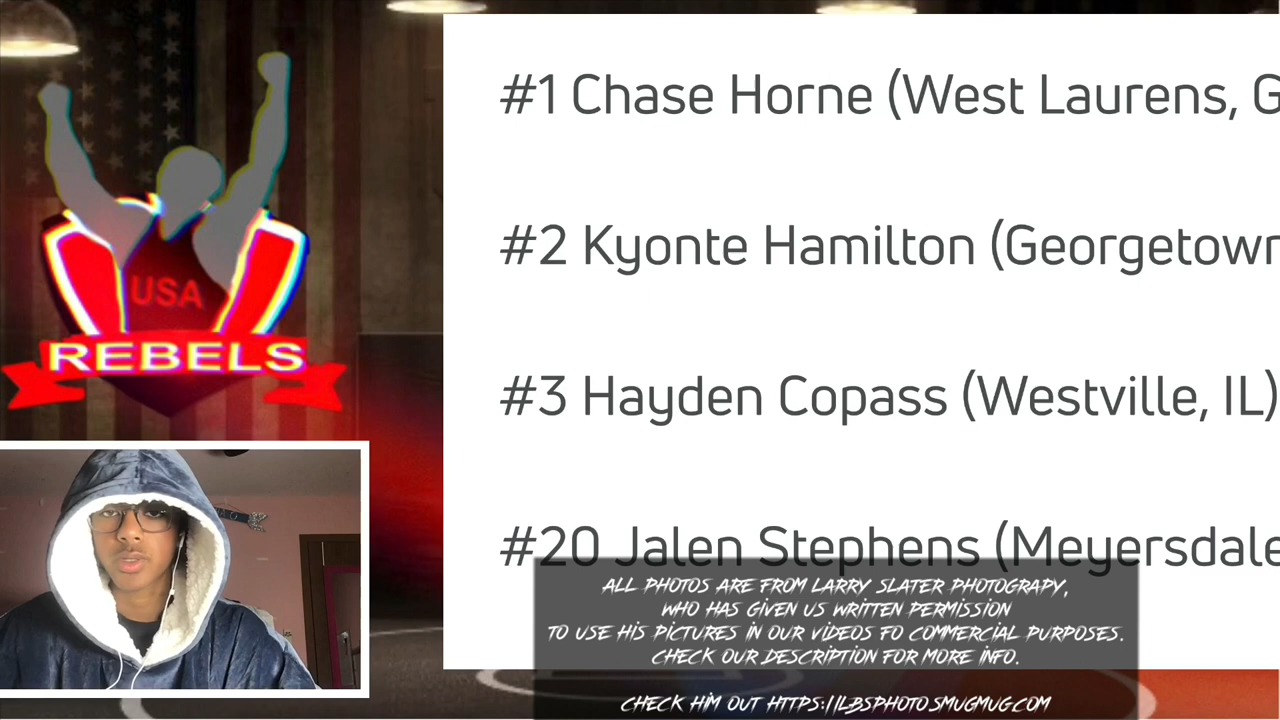 #1 Chase Horne (West Laurens, G
#2 Kyonte Hamilton (Georgetown
#3 Hayden Copass (Westville, IL)
#20 Jalen Stephens (Meyersdale
USA
REBELS
ALL PHOTOS ARE FROM LARRY SLATER PHOTOGRAPY,
WHO HAS GIVEN US WRITTEN PERMISSION
TO USE HIS PICTURES IN OUR VIDEOS FO COMMERCIAL PURPOSES.
CHECK OUR DESCRIPTION FOR MORE INFO.
CHECK HIM OUT HTTPS://LBSPHOTO.SMUGMUG.COM